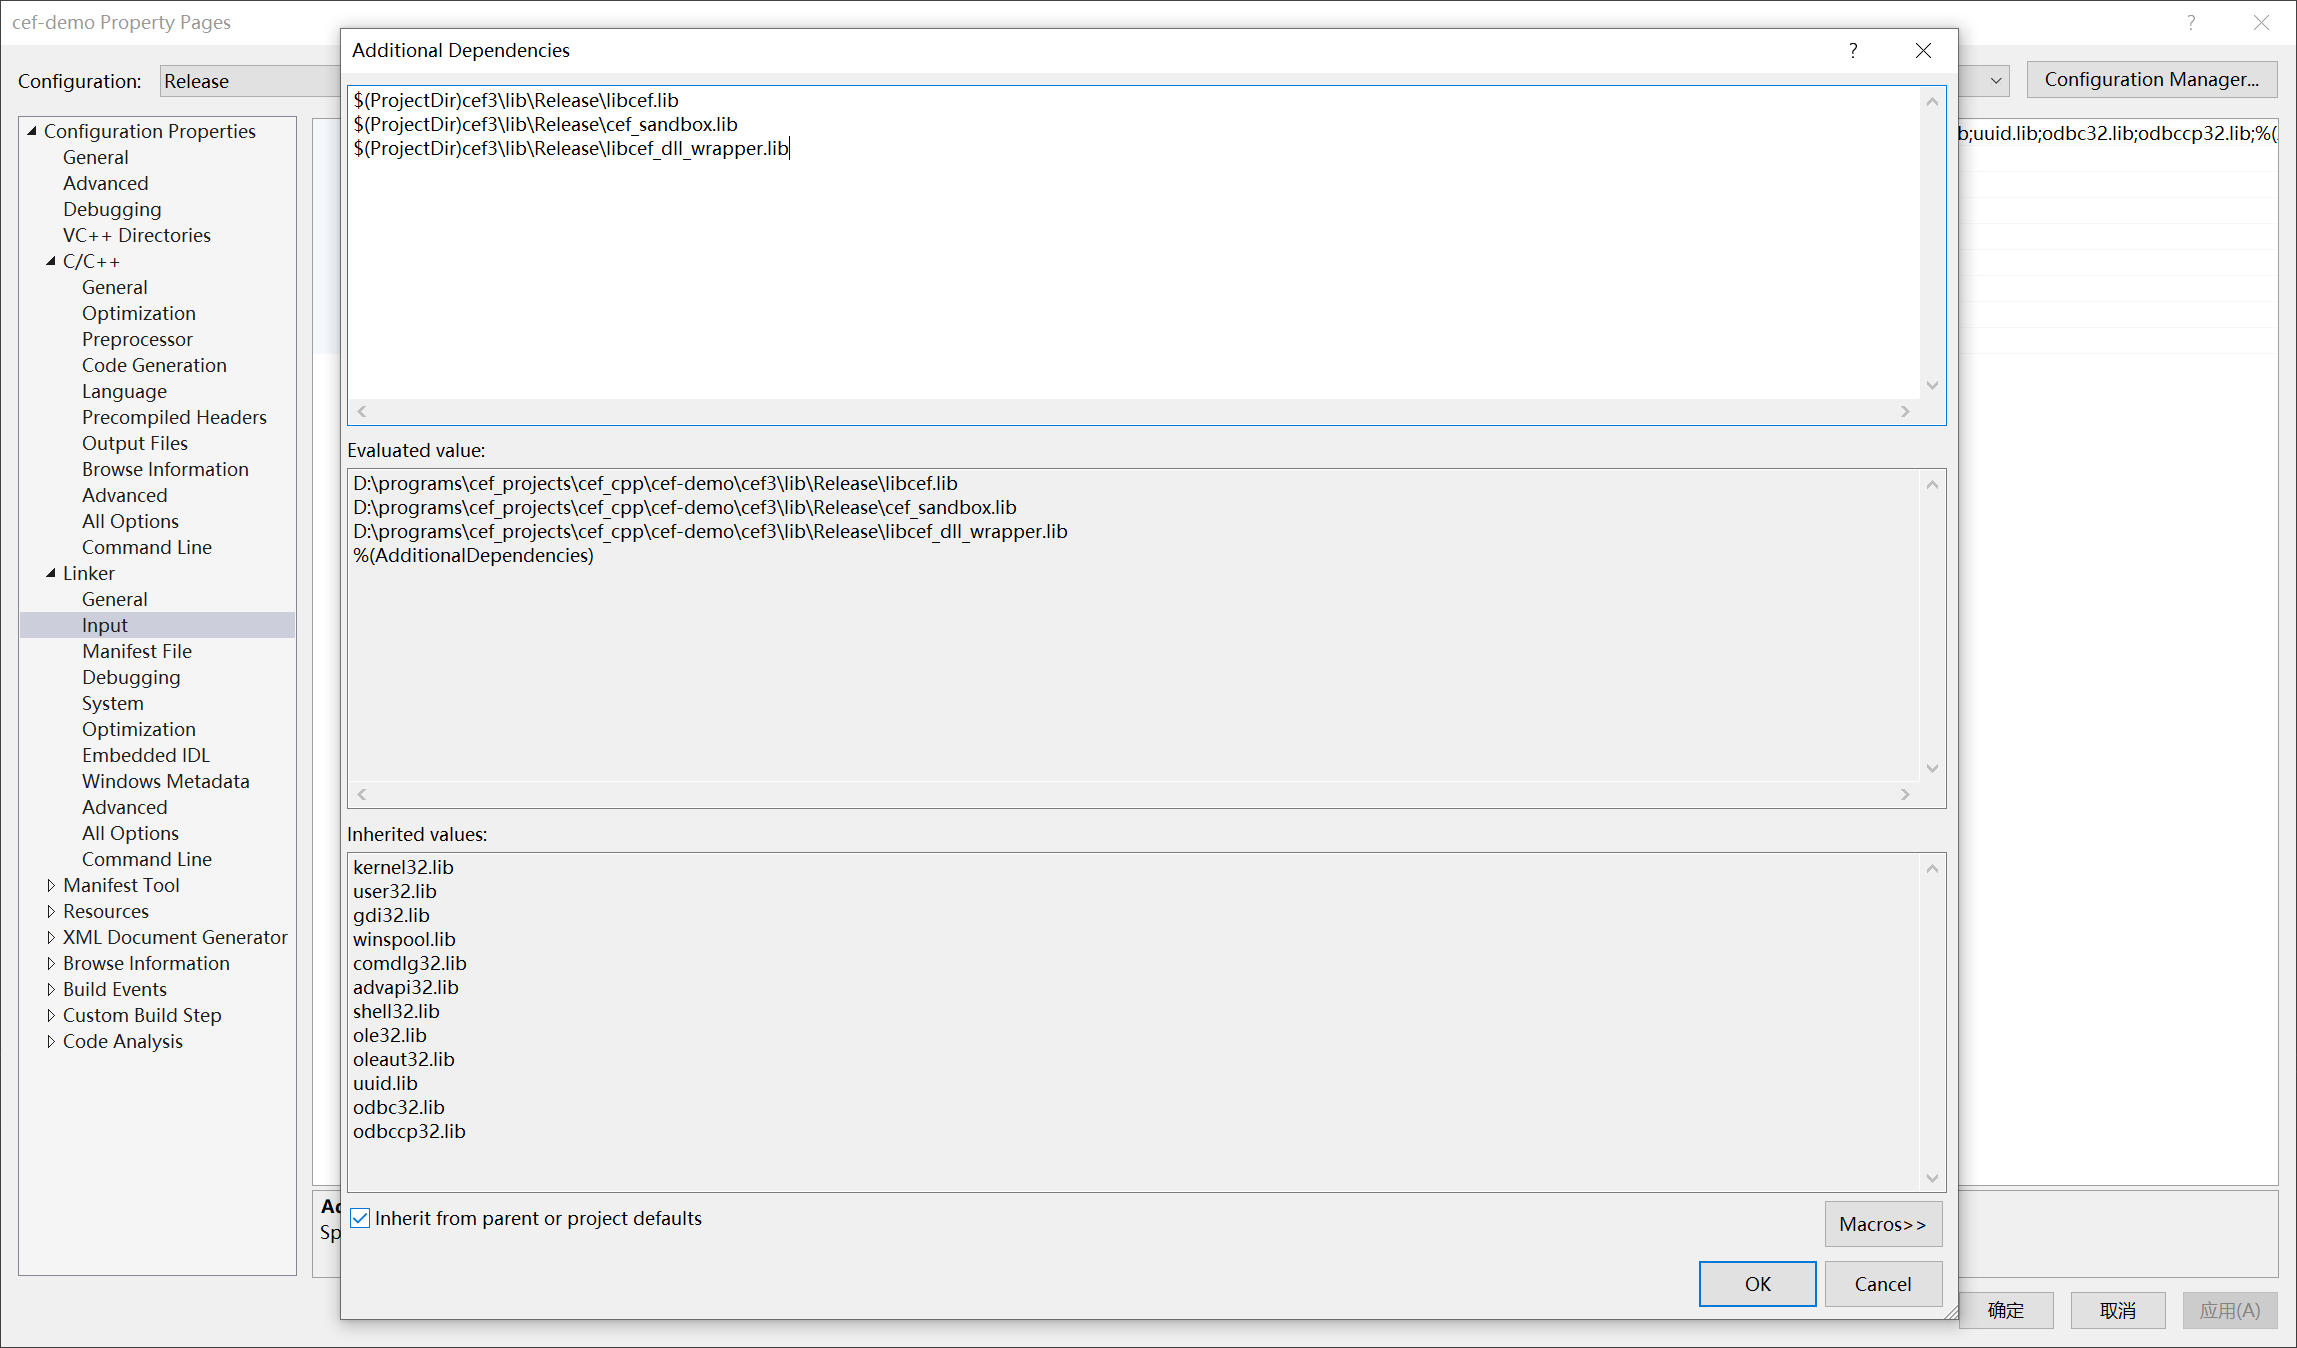 cef-demo Property Pages
Configuration:
Release
Configuration Manager...
Configuration Properties
General
Advanced
Debugging
VC++ Directories
C/C++
General
Optimization
Preprocessor
Code Generation
Language
Precompiled Headers
Output Files
Browse Information
Advanced
All Options
Command Line
Linker
General
Input
Manifest File
Debugging
System
Optimization
Embedded IDL
Windows Metadata
Advanced
All Options
Command Line
Manifest Tool
Resources
XML Document Generator
Browse Information
Build Events
Custom Build Step
Code Analysis
Additional Dependencies
$(ProjectDir)cef3\lib\Release\libcef.lib
$(ProjectDir)cef3\lib\Release\cef_sandbox.lib
$(ProjectDir)cef3\lib\Release\libcef_dll_wrapper.lib
Evaluated value:
D:\programs\cef_projects\cef_cpp\cef-demo\cef3\lib\Release\libcef.lib
D:\programs\cef_projects\cef_cpp\cef-demo\cef3\lib\Release\cef_sandbox.lib
D:\programs\cef_projects\cef_cpp\cef-demo\cef3\lib\Release\libcef_dll_wrapper.lib
%(AdditionalDependencies)
Inherited values:
kernel32.lib
user32.lib
gdi32.lib
winspool.lib
comdlg32.lib
advapi32.lib
shell32.lib
ole32.lib
oleaut32.lib
uuid.lib
odbc32.lib
odbccp32.lib
Inherit from parent or project defaults
Macros>>
OK
Cancel
b;uuid.lib;odbc32.lib;odbccp32.lib;%(
Ad
Sp
确定
取消
应用(A)